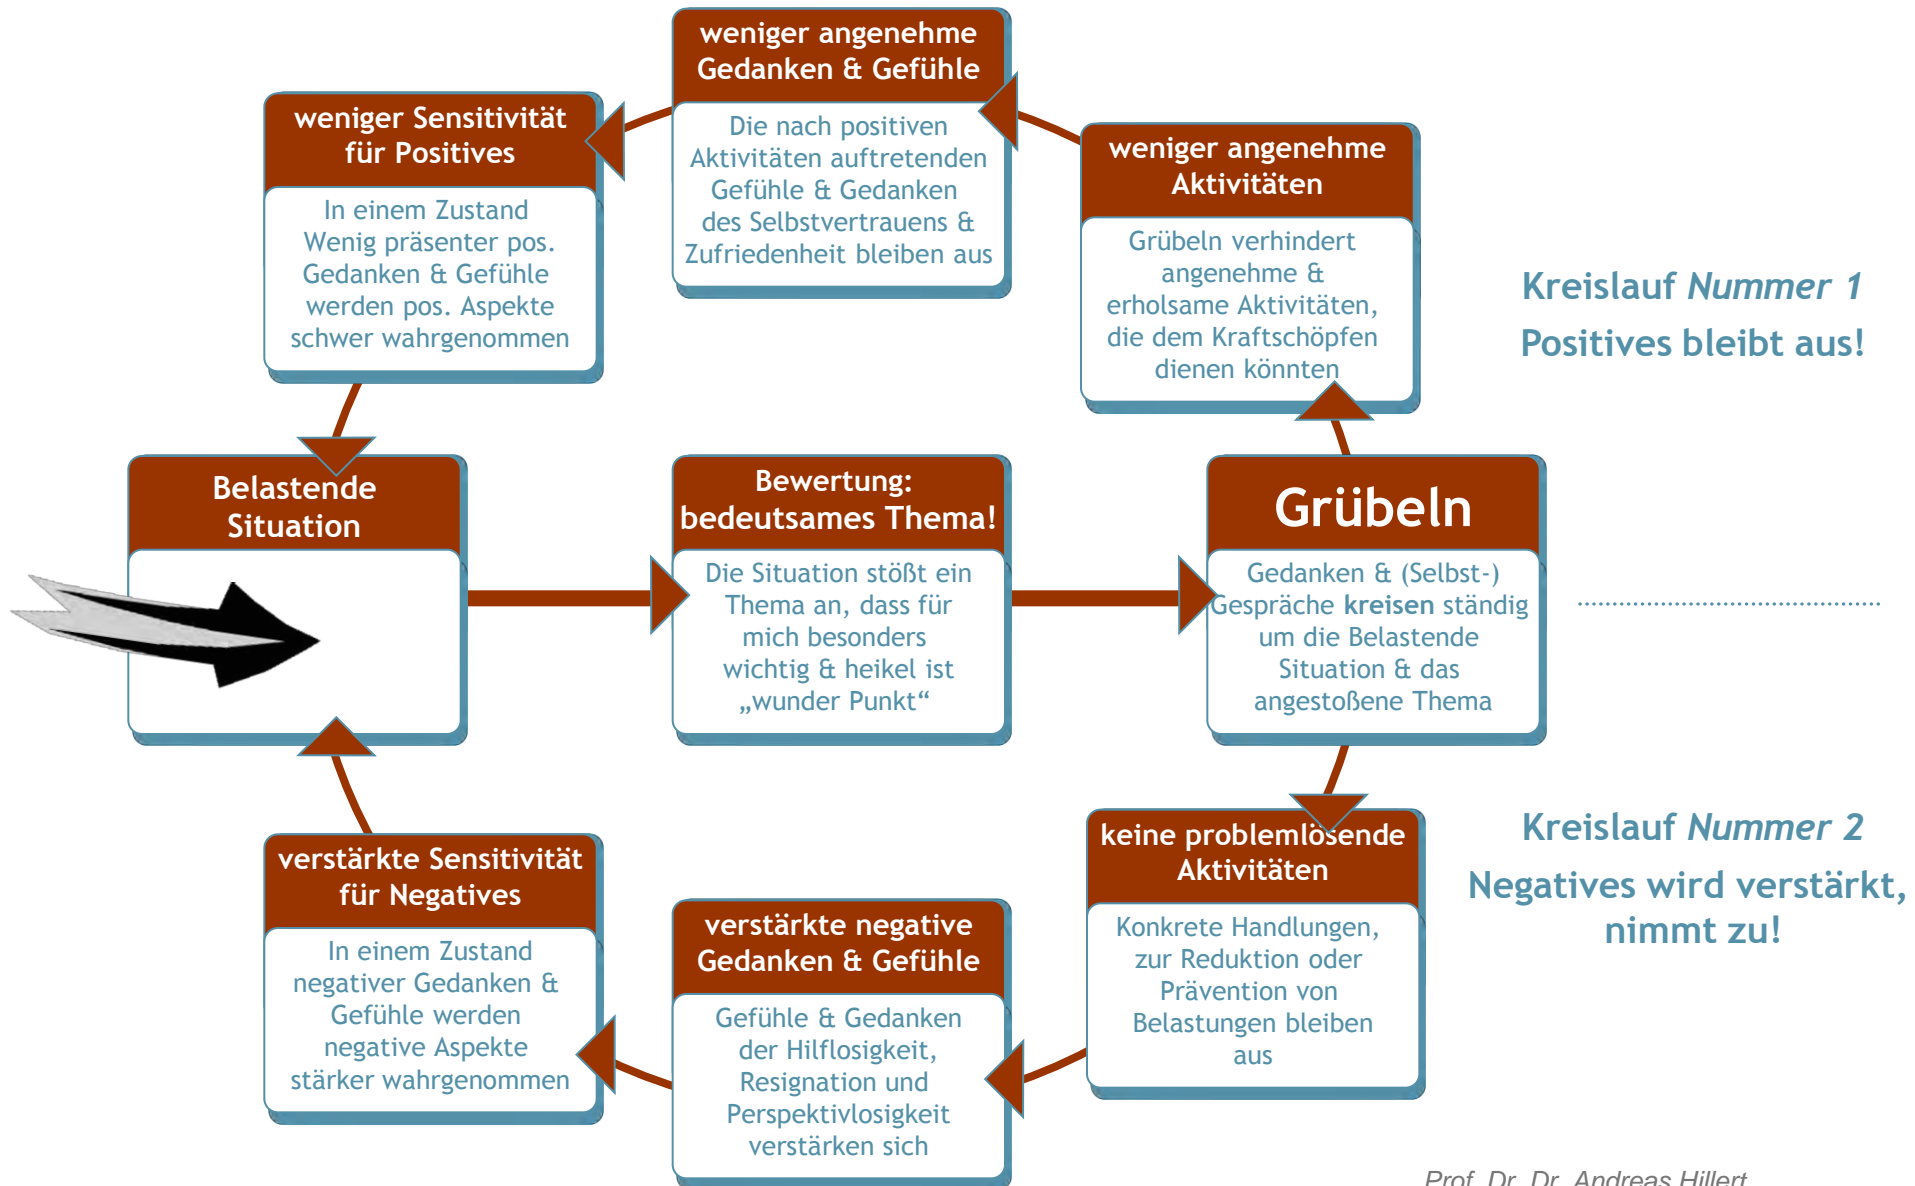 weniger angenehme
Gedanken & Gefühle
Die nach positiven
Aktivitäten auftretenden
Gefühle & Gedanken
des Selbstvertrauens &
Zufriedenheit bleiben aus
weniger Sensitivität
für Positives
In einem Zustand
Wenig präsenter pos.
Gedanken & Gefühle
werden pos. Aspekte
schwer wahrgenommen
weniger angenehme
Aktivitäten
Grübeln verhindert
angenehme &
erholsame Aktivitäten,
die dem Kraftschöpfen
dienen könnten
Kreislauf Nummer 1
Positives bleibt aus!
Belastende
Situation
Bewertung:
bedeutsames Thema!
Die Situation stößt ein
Thema an, dass für
mich besonders
wichtig & heikel ist
„wunder Punkt“
Grübeln
Gedanken & (Selbst-)
Gespräche kreisen ständig
um die Belastende
Situation & das
angestoßene Thema
keine problemlösende
Aktivitäten
Konkrete Handlungen,
zur Reduktion oder
Prävention von
Belastungen bleiben
aus
Kreislauf Nummer 2
Negatives wird verstärkt,
nimmt zu!
verstärkte negative
Gedanken & Gefühle
Gefühle & Gedanken
der Hilflosigkeit,
Resignation und
Perspektivlosigkeit
verstärken sich
verstärkte Sensitivität
für Negatives
In einem Zustand
negativer Gedanken &
Gefühle werden
negative Aspekte
stärker wahrgenommen
Prof. Dr. Dr. Andreas Hillert